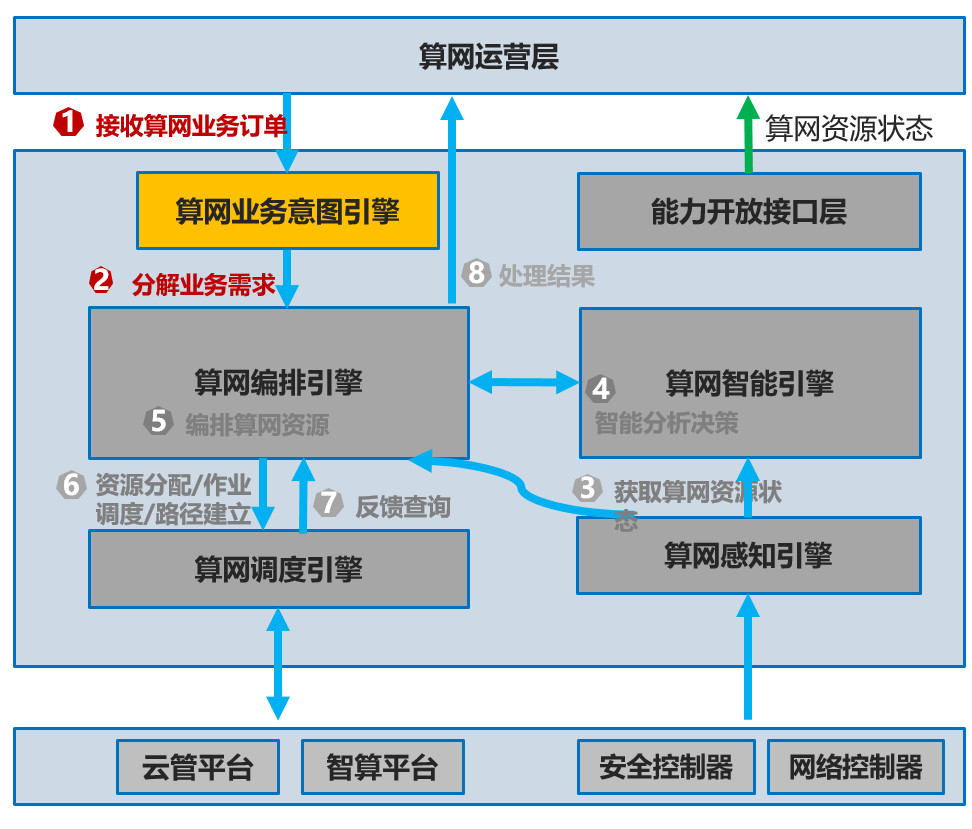 算网运营层
1 接收算网业务订单
算网资源状态
算网业务意图引擎
能力开放接口层
2 分解业务需求
8 处理结果
算网编排引擎
5 编排算网资源
算网智能引擎
4
智能分析决策
6 资源分配/作业
调度/路径建立
7 反馈查询
3 获取算网资源状
态
算网调度引擎
算网感知引擎
云管平台
智算平台
安全控制器
网络控制器